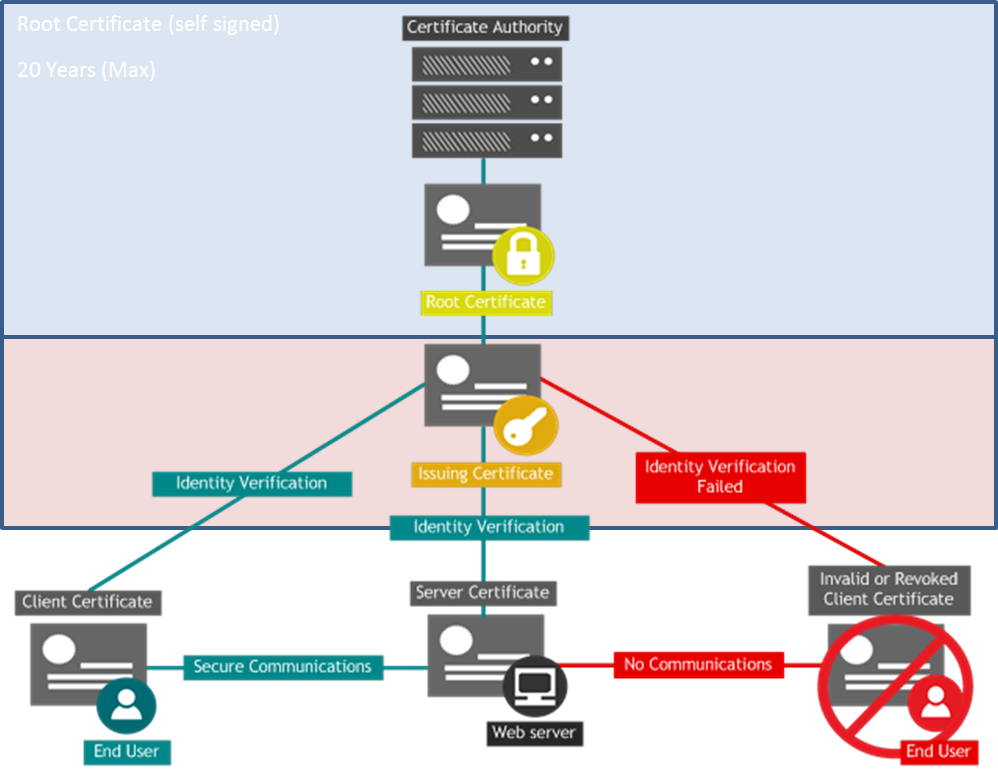 Root Certificate (self signed)
20 Years (Max)
Certificate Authority
Root Certificate
Issuing Certificate
Identity Verification
Identity Verification
Identity Verification
Failed
Client Certificate
Server Certificate
Invalid or Revoked
Client Certificate
Secure Communications
No Communications
End User
Web server
End User